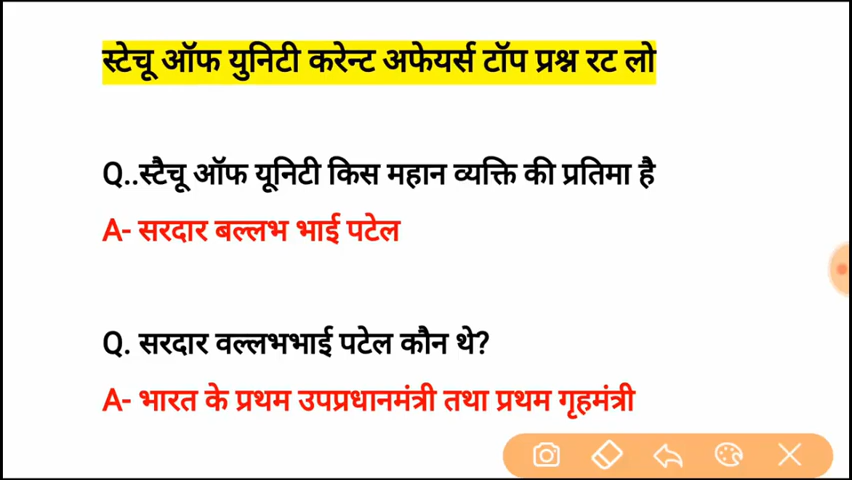 स्टेचू ऑफ युनिटी करेन्ट अफेयर्स टॉप प्रश्न रट लो
Q..स्टैचू ऑफ यूनिटी किस महान व्यक्ति की प्रतिमा है
A- सरदार बल्लभ भाई पटेल
Q. सरदार वल्लभभाई पटेल कौन थे?
A- भारत के प्रथम उपप्रधानमंत्री तथा प्रथम गृहमंत्री